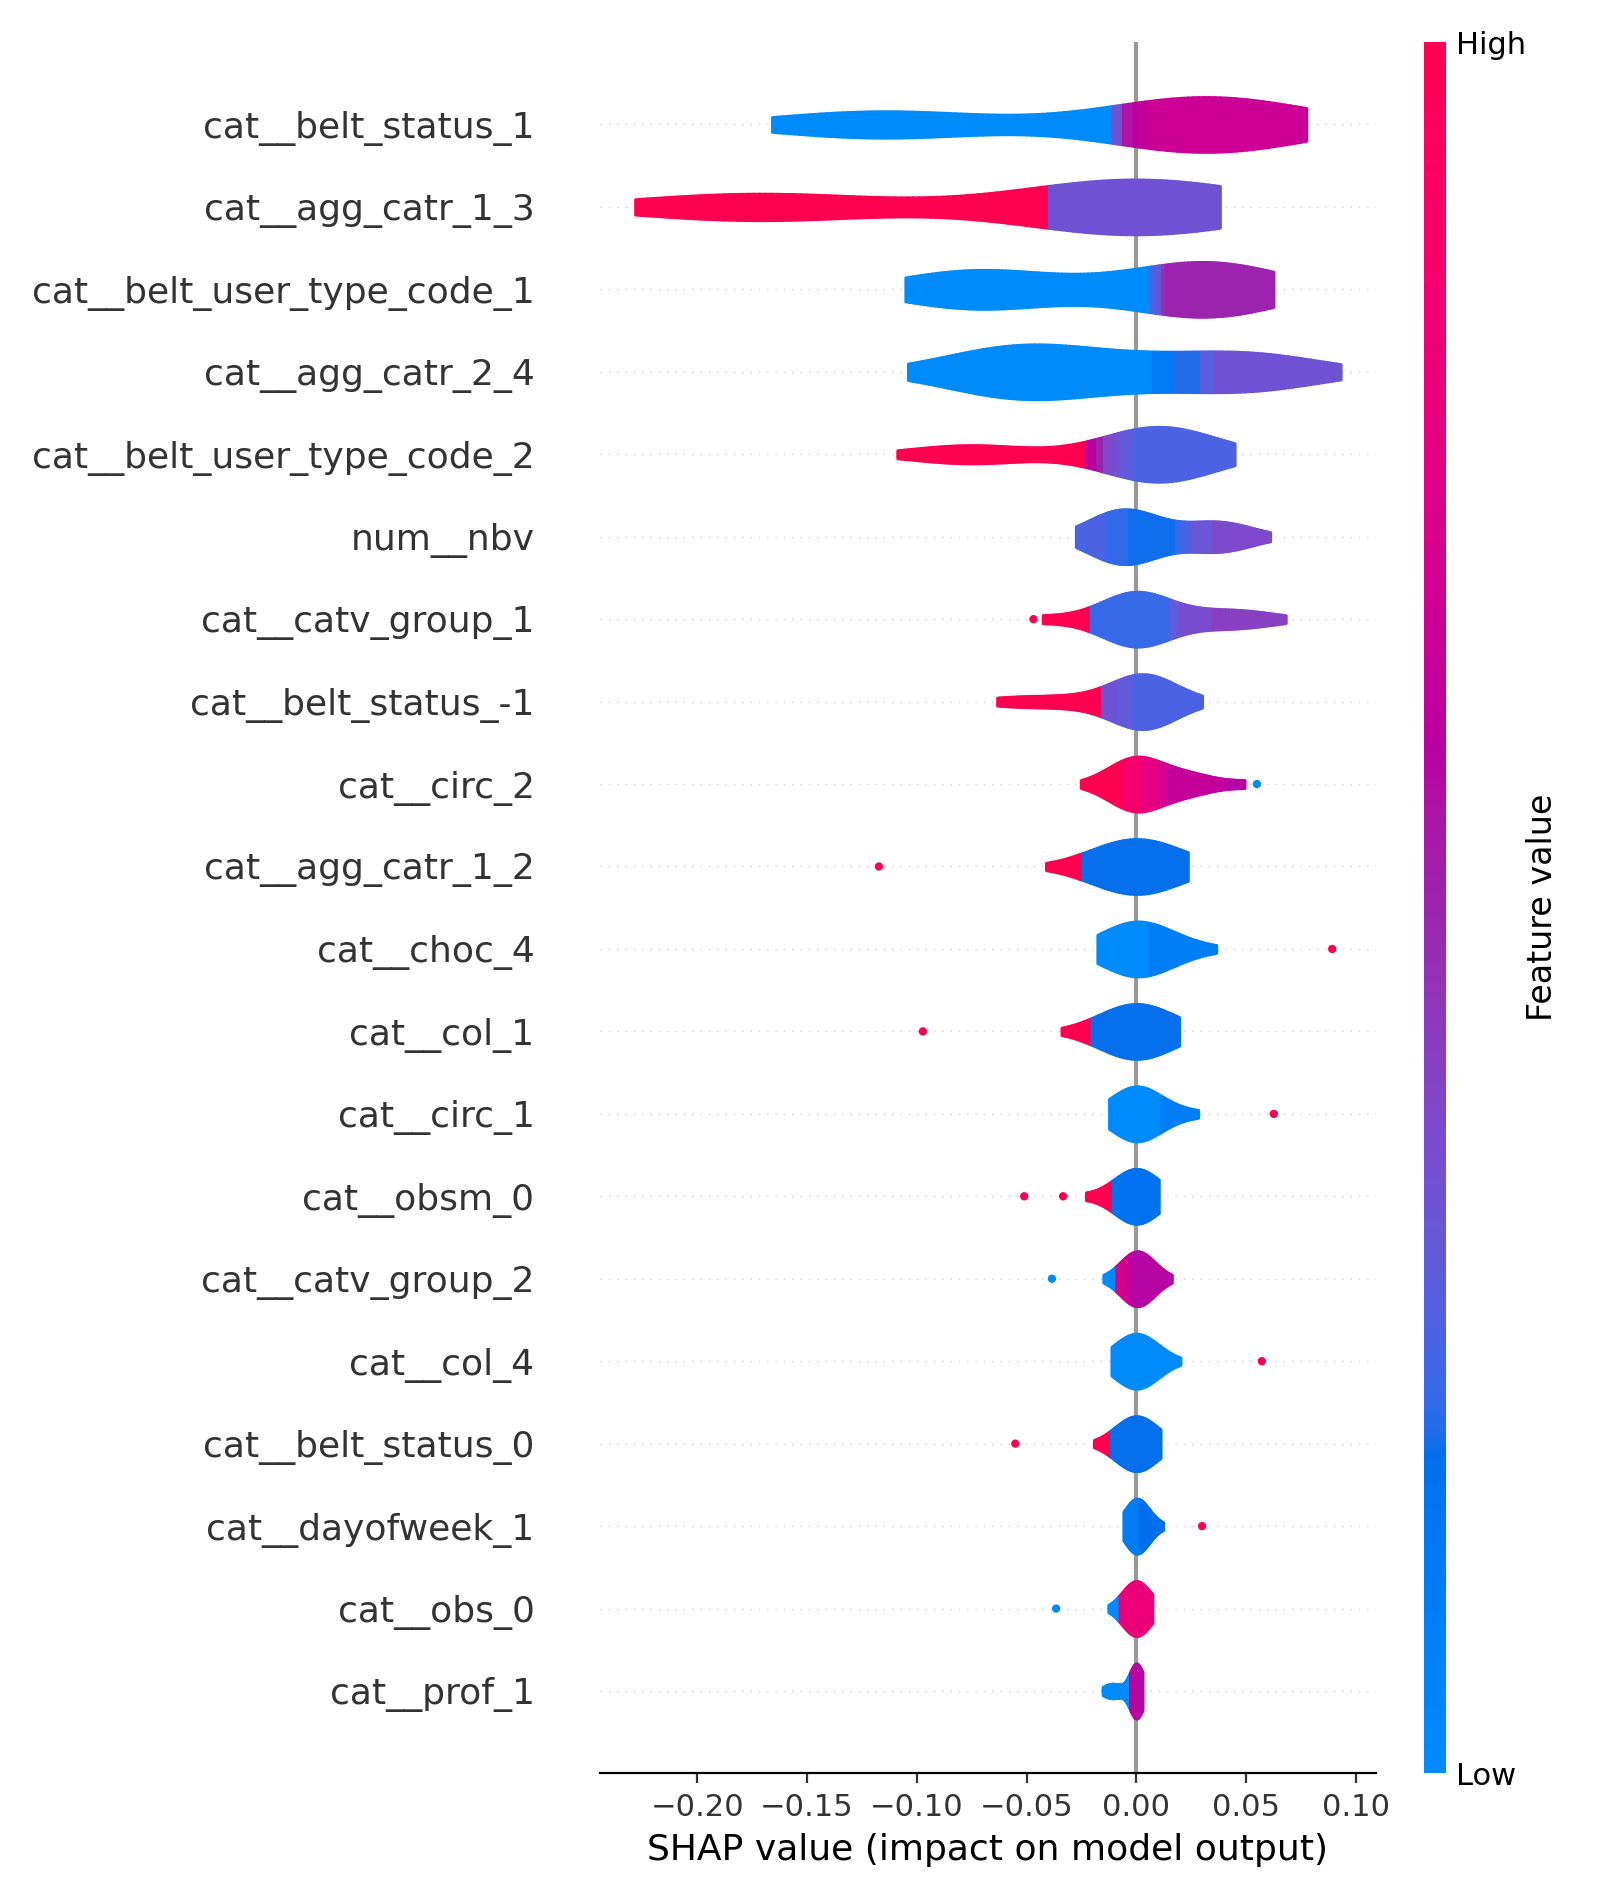 High
cat__belt_status_1
cat__agg_catr_1_3
cat__belt_user_type_code_1
cat__agg_catr_2_4
cat__belt_user_type_code_2
num__nbv
cat__catv_group_1
cat__belt_status_-1
cat__circ_2
cat__agg_catr_1_2
cat__choc_4
cat__col_1
cat__circ_1
cat__obsm_0
cat__catv_group_2
cat__col_4
cat__belt_status_0
cat__dayofweek_1
cat__obs_0
cat__prof_1
Feature value
Low
−0.20 −0.15 −0.10 −0.05 0.00 0.05 0.10
SHAP value (impact on model output)